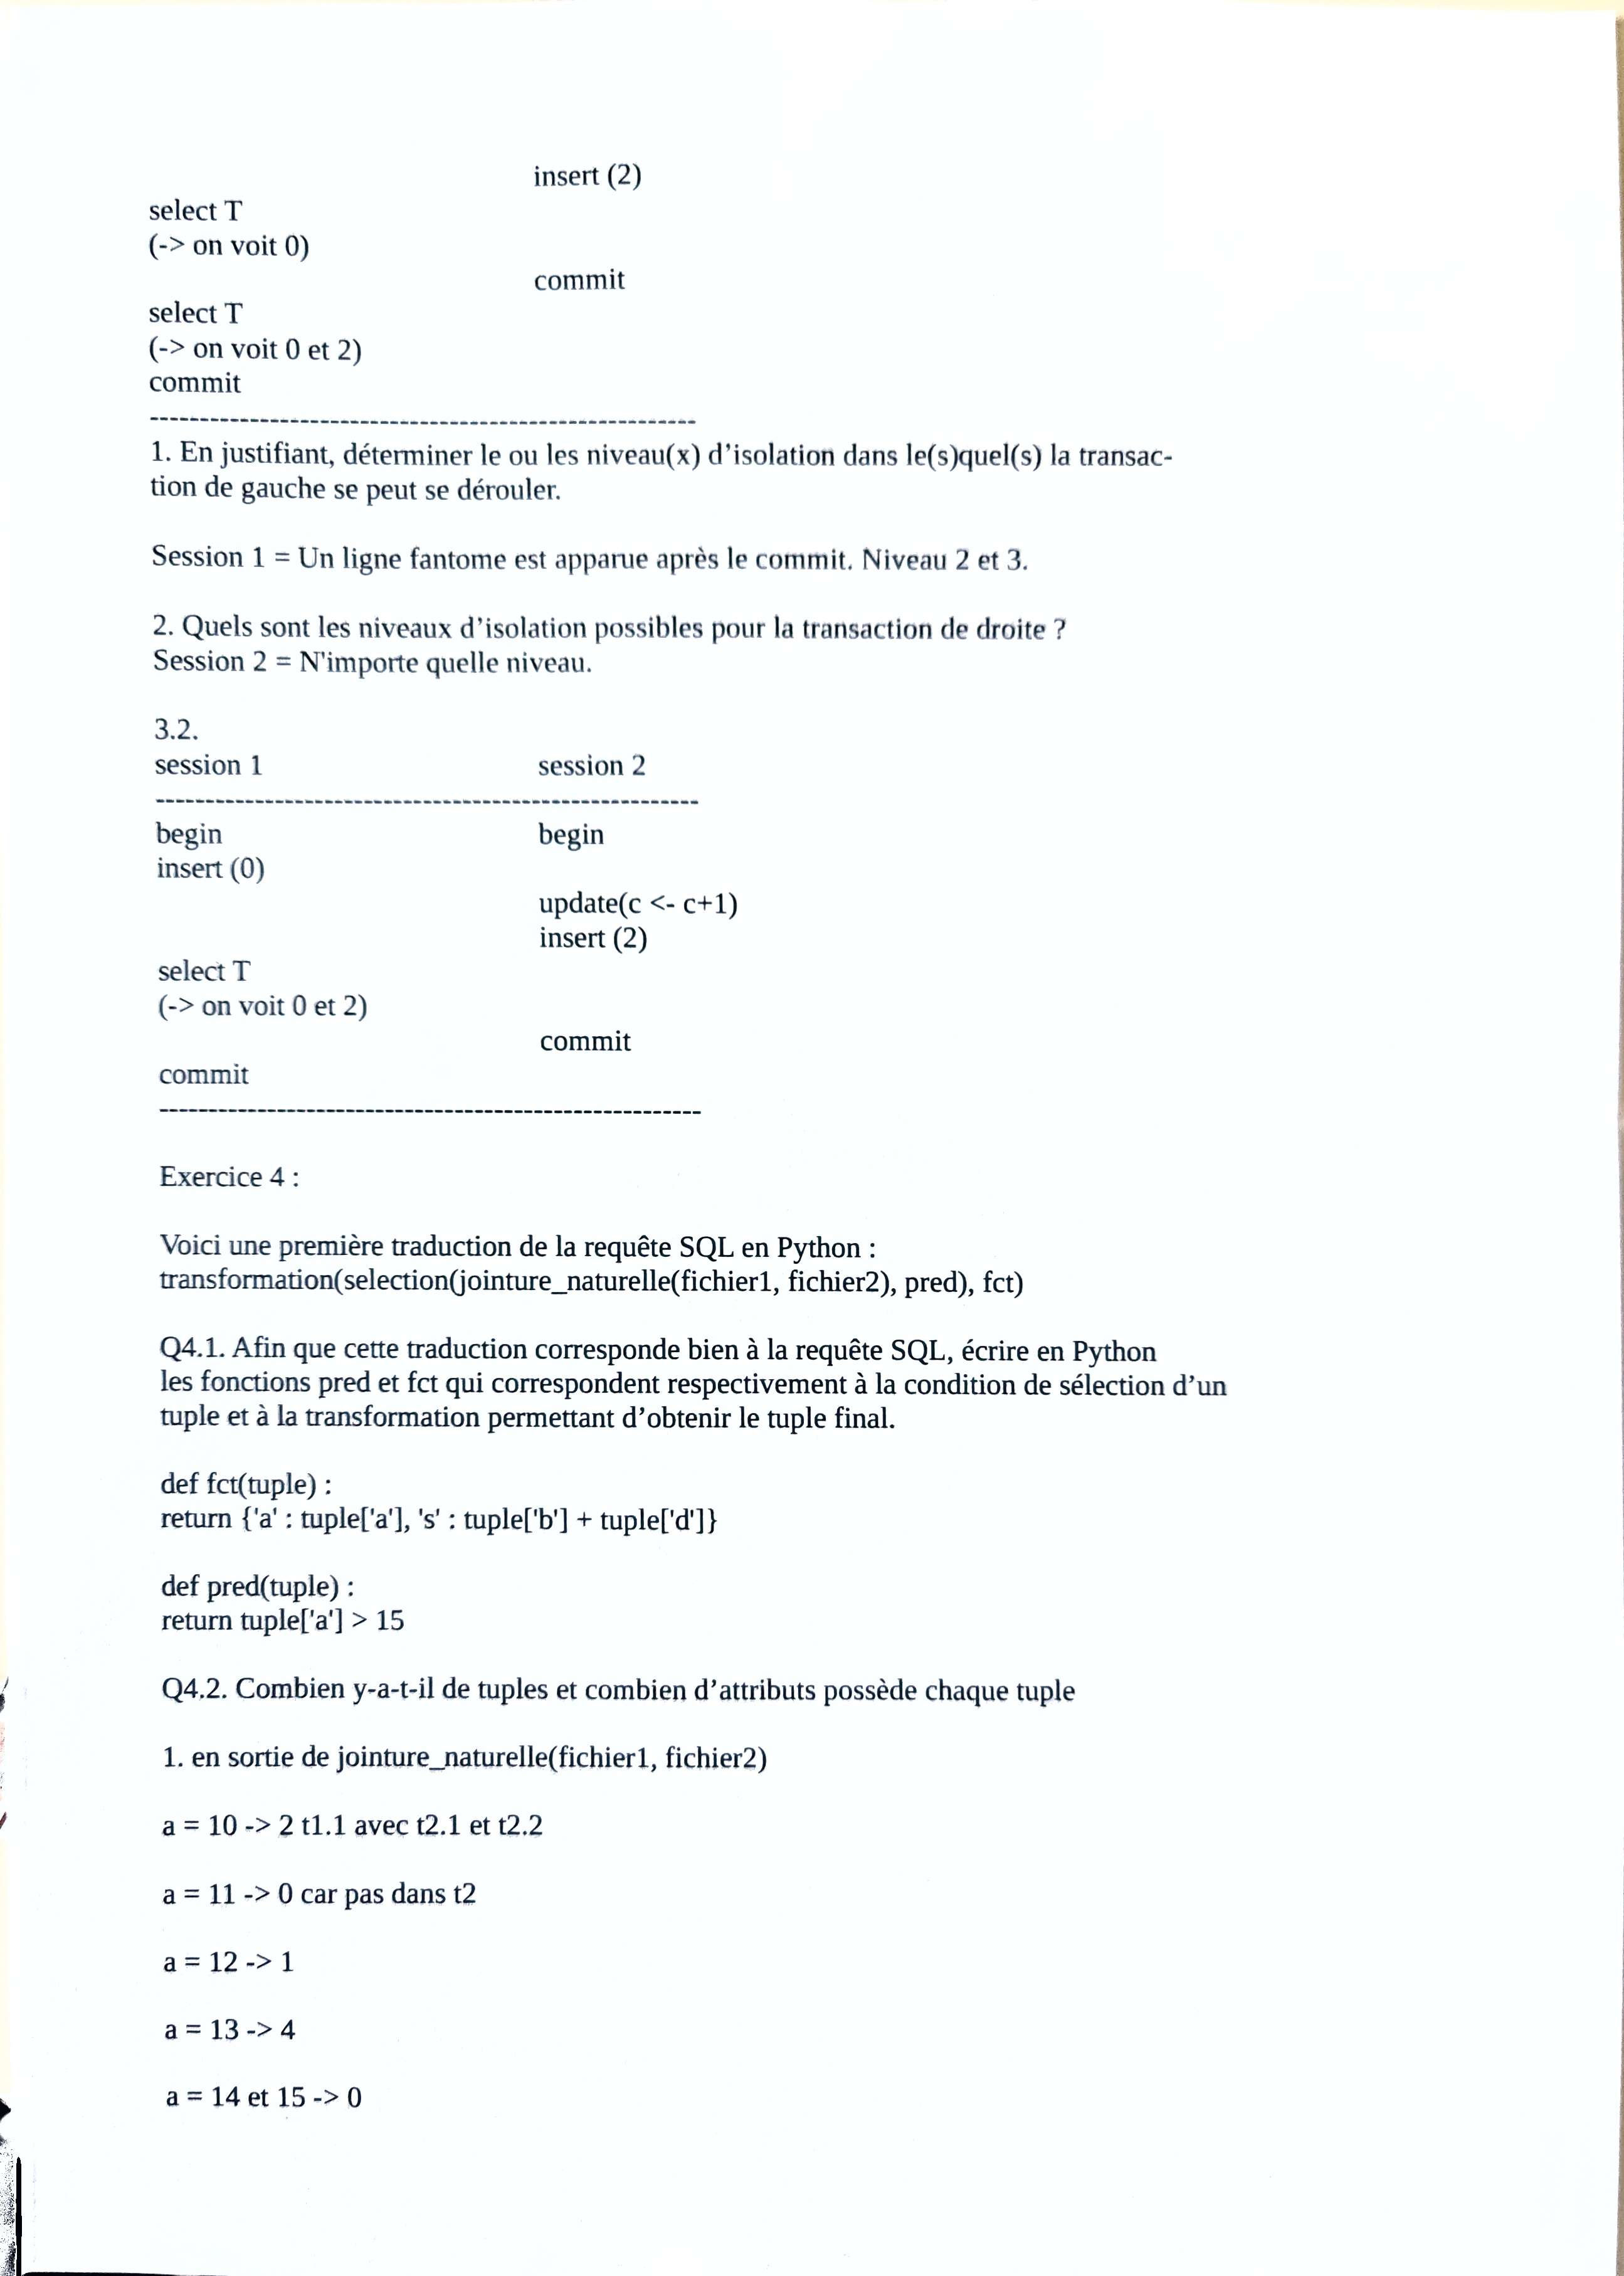 insert (2)
select T
(-> on voit 0)
commit
select T
(-> on voit 0 et 2)
commit
-------------------------------------------------------
1. En justifiant, déterminer le ou les niveau(x) d’isolation dans le(s)quel(s) la transac-
tion de gauche se peut se dérouler.
Session 1 = Un ligne fantome est apparue après le commit. Niveau 2 et 3.
2. Quels sont les niveaux d’isolation possibles pour la transaction de droite ?
Session 2 = N'importe quelle niveau.
3.2.
session 1 session 2
-------------------------------------------------------
begin begin
insert (0)
update(c <- c+1)
insert (2)
select T
(-> on voit 0 et 2)
commit
commit
-------------------------------------------------------
Exercice 4 :
Voici une première traduction de la requête SQL en Python :
transformation(selection(jointure_naturelle(fichier1, fichier2), pred), fct)
Q4.1. Afin que cette traduction corresponde bien à la requête SQL, écrire en Python
les fonctions pred et fct qui correspondent respectivement à la condition de sélection d’un
tuple et à la transformation permettant d’obtenir le tuple final.
def fct(tuple) :
return {'a' : tuple['a'], 's' : tuple['b'] + tuple['d']}
def pred(tuple) :
return tuple['a'] > 15
Q4.2. Combien y-a-t-il de tuples et combien d’attributs possède chaque tuple
1. en sortie de jointure_naturelle(fichier1, fichier2)
a = 10 -> 2 t1.1 avec t2.1 et t2.2
a = 11 -> 0 car pas dans t2
a = 12 -> 1
a = 13 -> 4
a = 14 et 15 -> 0